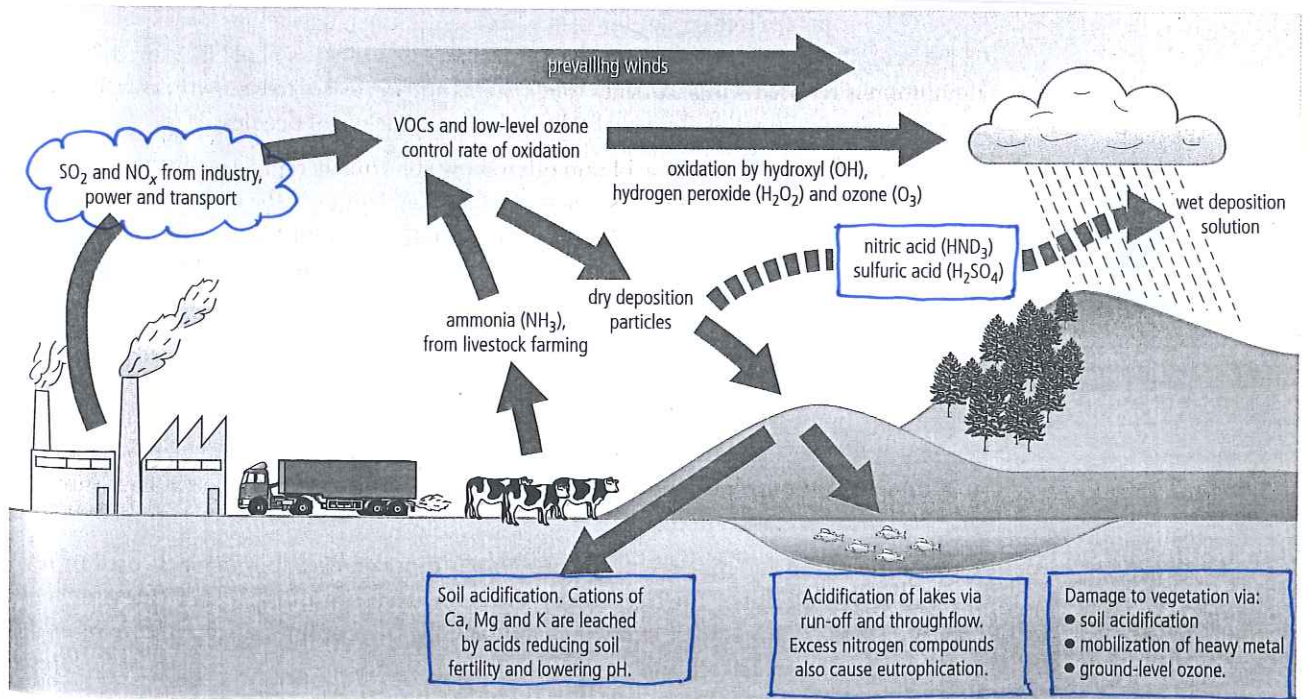 prevailing winds
SO₂ and NOₓ from industry,
power and transport
VOCs and low-level ozone
control rate of oxidation
oxidation by hydroxyl (OH),
hydrogen peroxide (H₂O₂) and ozone (O₃)
wet deposition
solution
nitric acid (HND₃)
sulfuric acid (H₂SO₄)
dry deposition
particles
ammonia (NH₃),
from livestock farming
Soil acidification. Cations of
Ca, Mg and K are leached
by acids reducing soil
fertility and lowering pH.
Acidification of lakes via
run-off and throughflow.
Excess nitrogen compounds
also cause eutrophication.
Damage to vegetation via:
• soil acidification
• mobilization of heavy metal
• ground-level ozone.